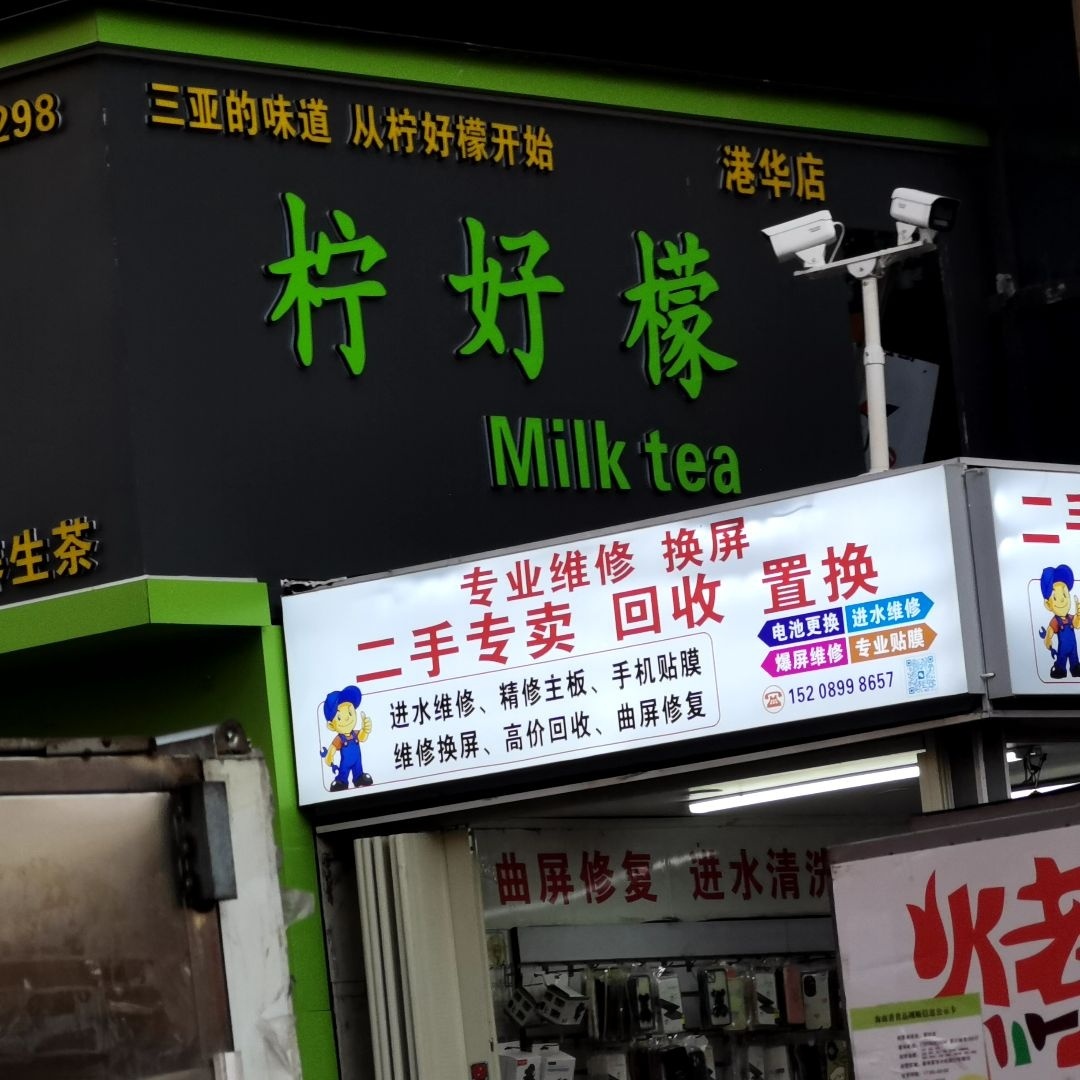 298
三亚的味道 从柠好檬开始
港华店
柠好檬
Milk tea
生茶
专业维修 换屏
二手专卖 回收 置换
电池更换 进水维修
爆屏维修 专业贴膜
152 0899 8657
进水维修、精修主板、手机贴膜
维修换屏、高价回收、曲屏修复
二手
曲屏修复 进水清洗
烤